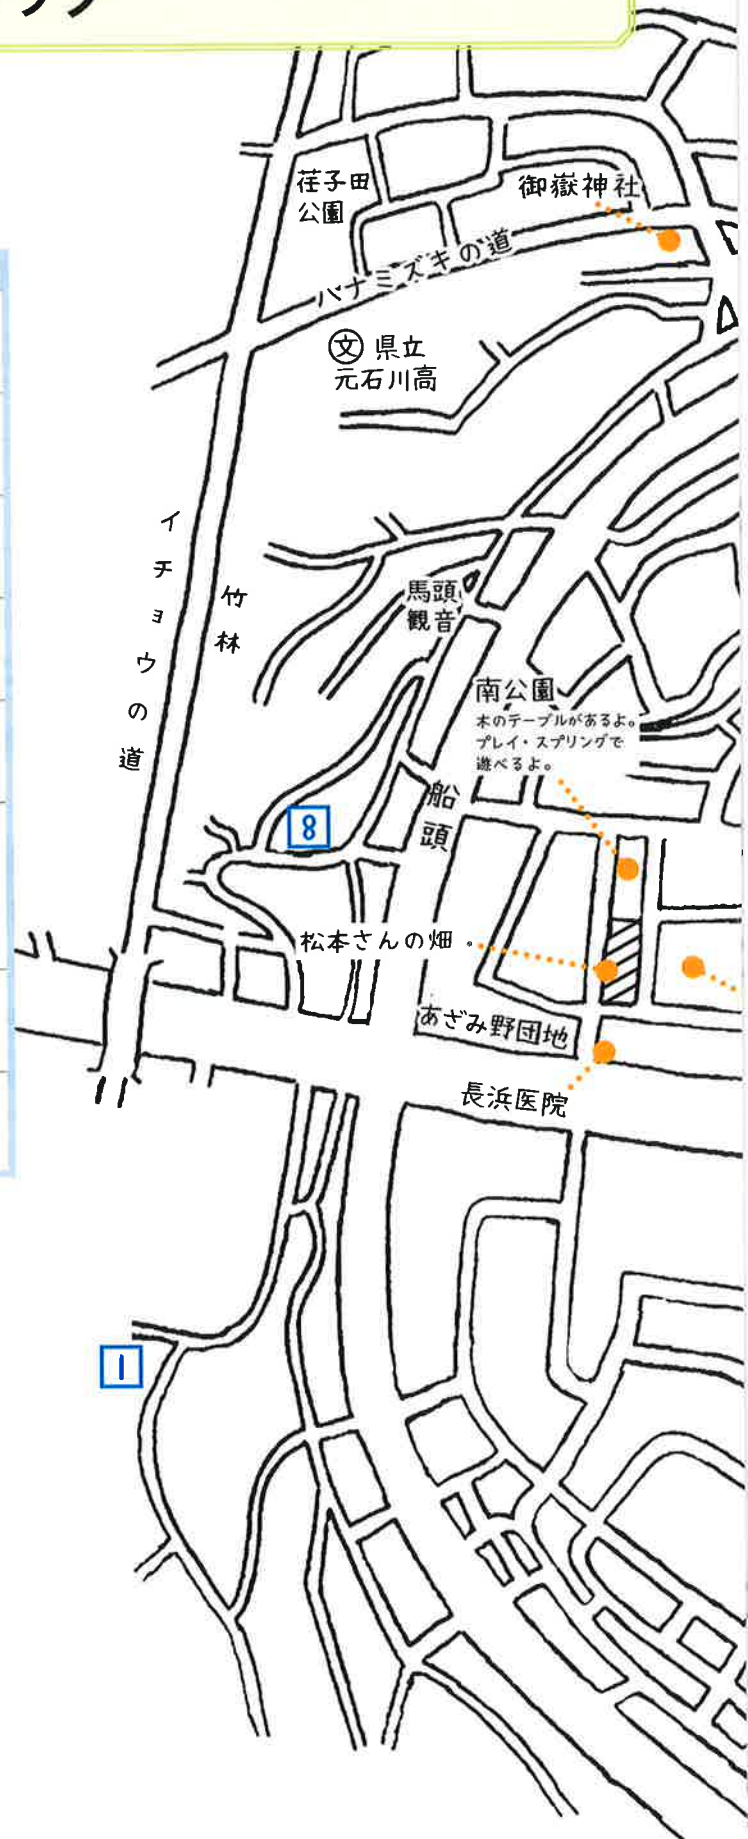 ップ
荏子田
公園
御嶽神社
ハナミズキの道
文 県立
元石川高
イチョウの道
竹林
馬頭
観音
南公園
木のテーブルがあるよ。
プレイ・スプリングで
遊べるよ。
船頭
8
松本さんの畑
あざみ野団地
長浜医院
1